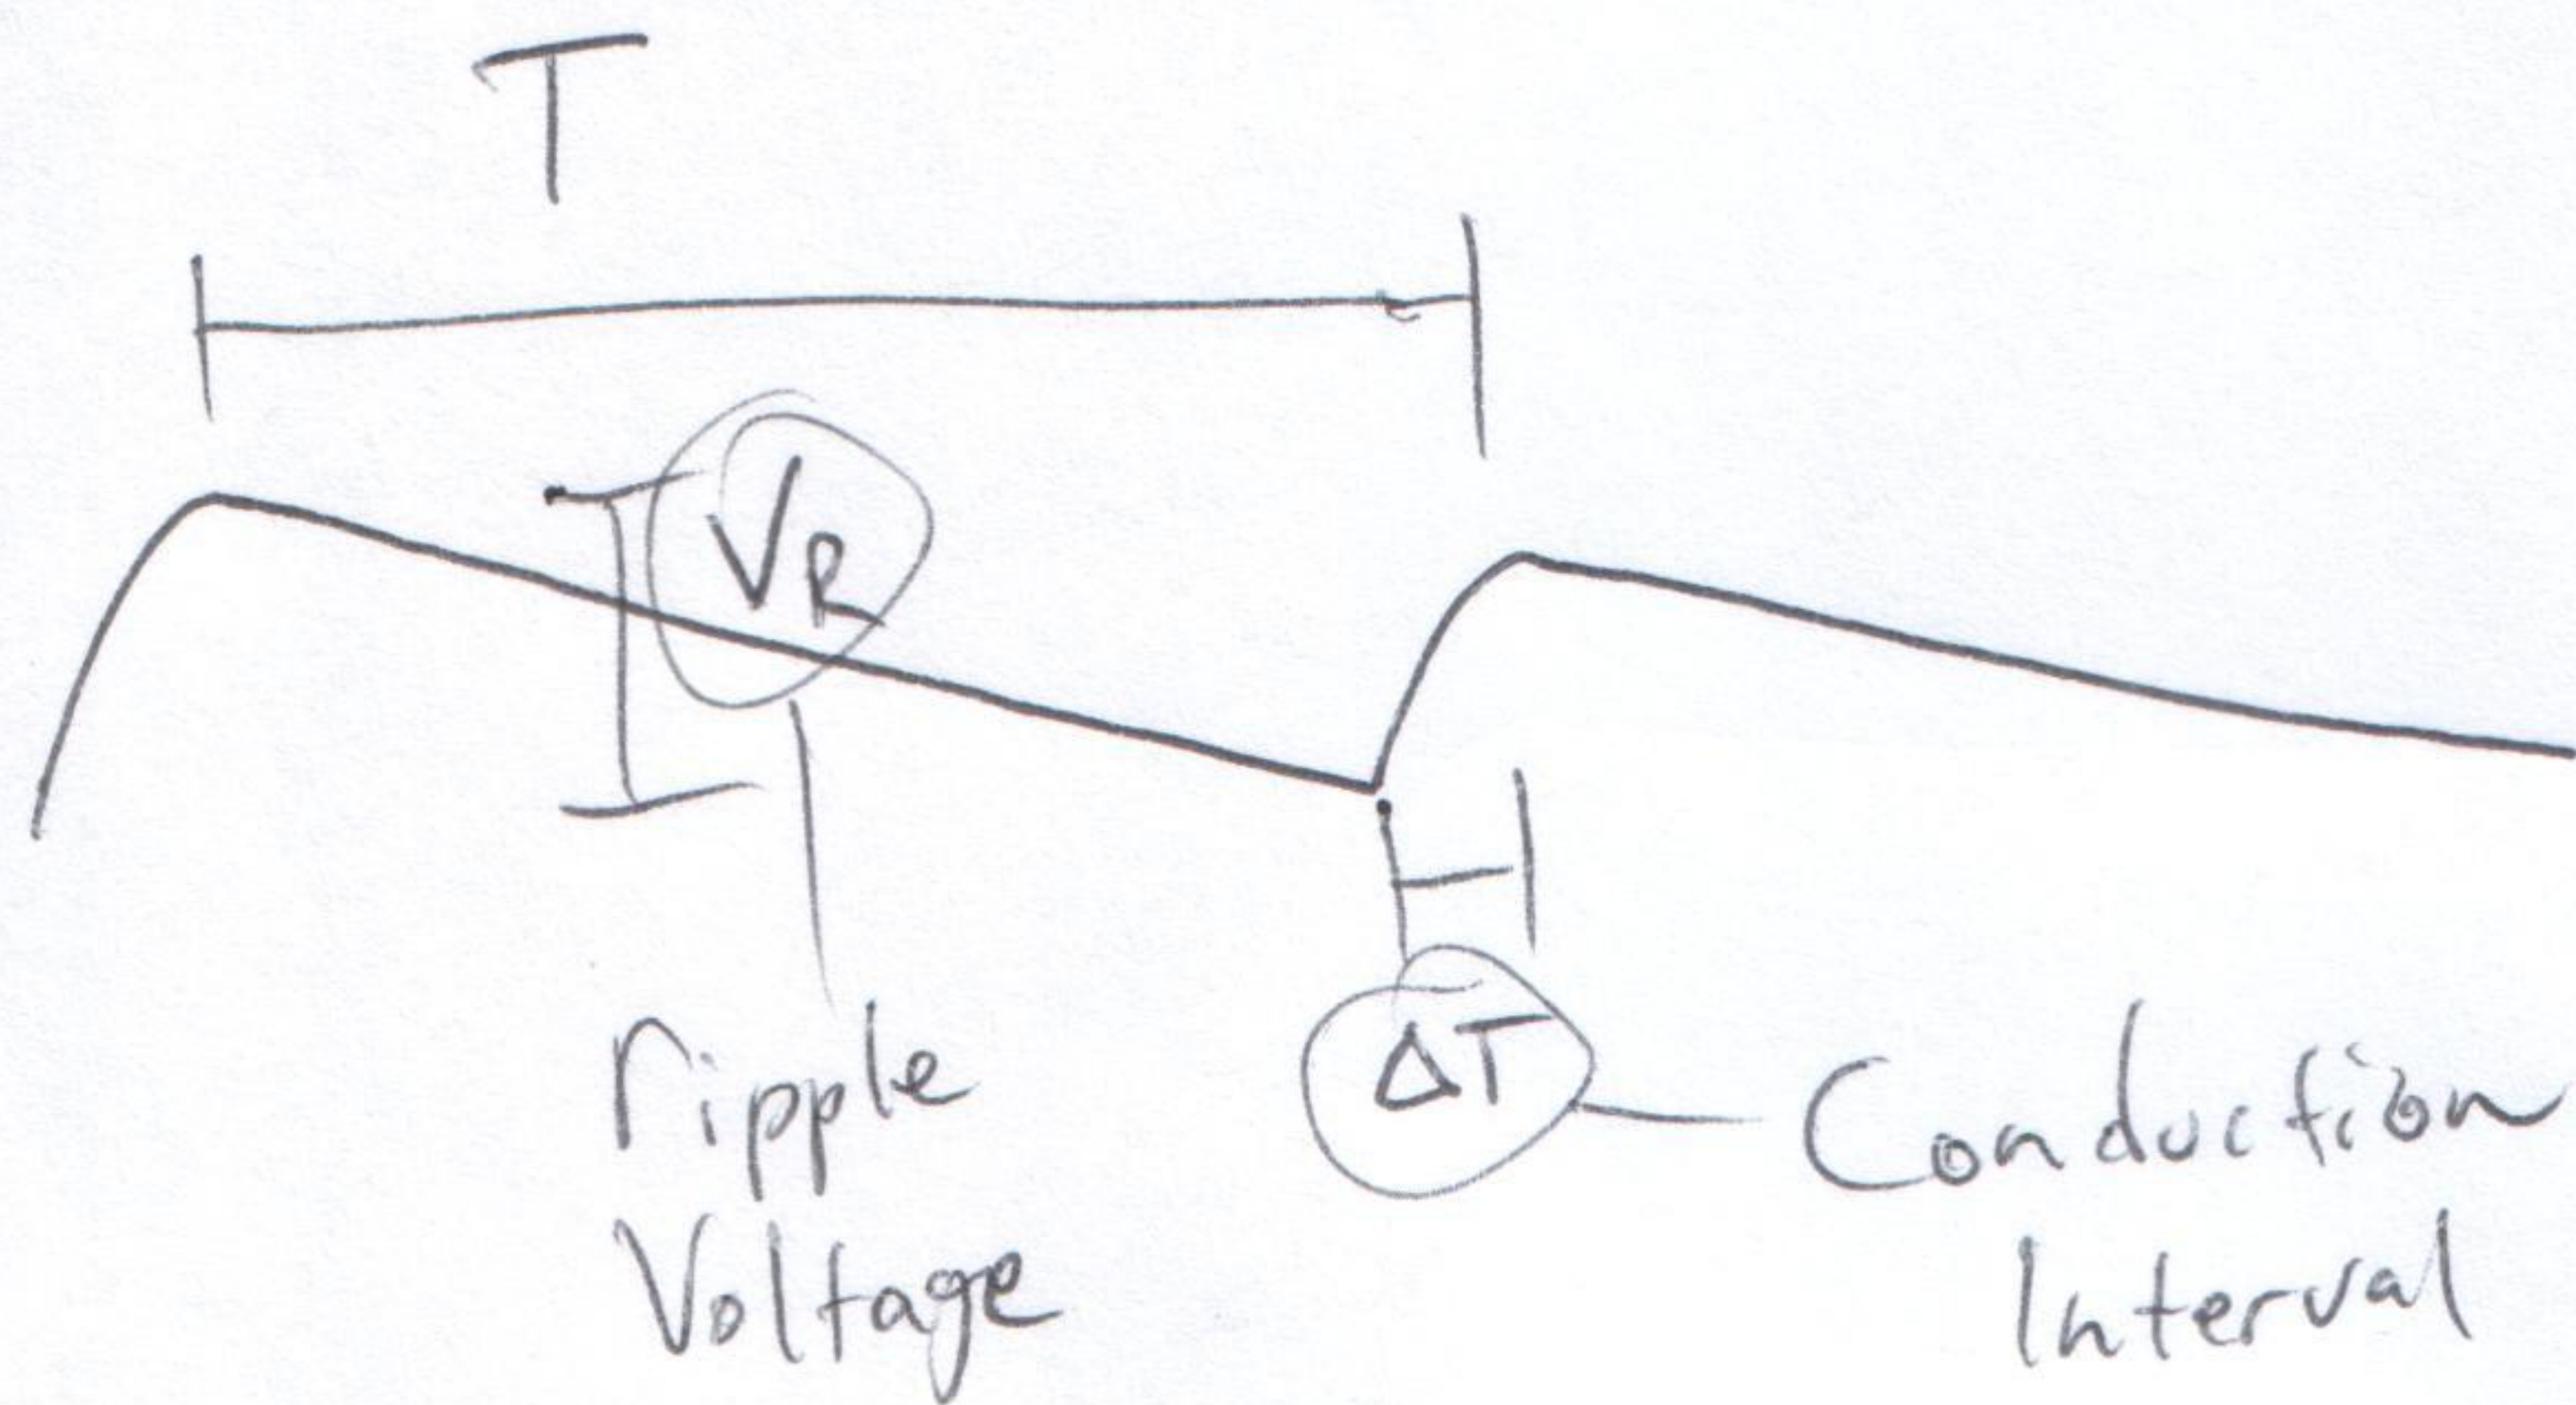 T
VR
ripple
Voltage
ΔT
Conduction
Interval